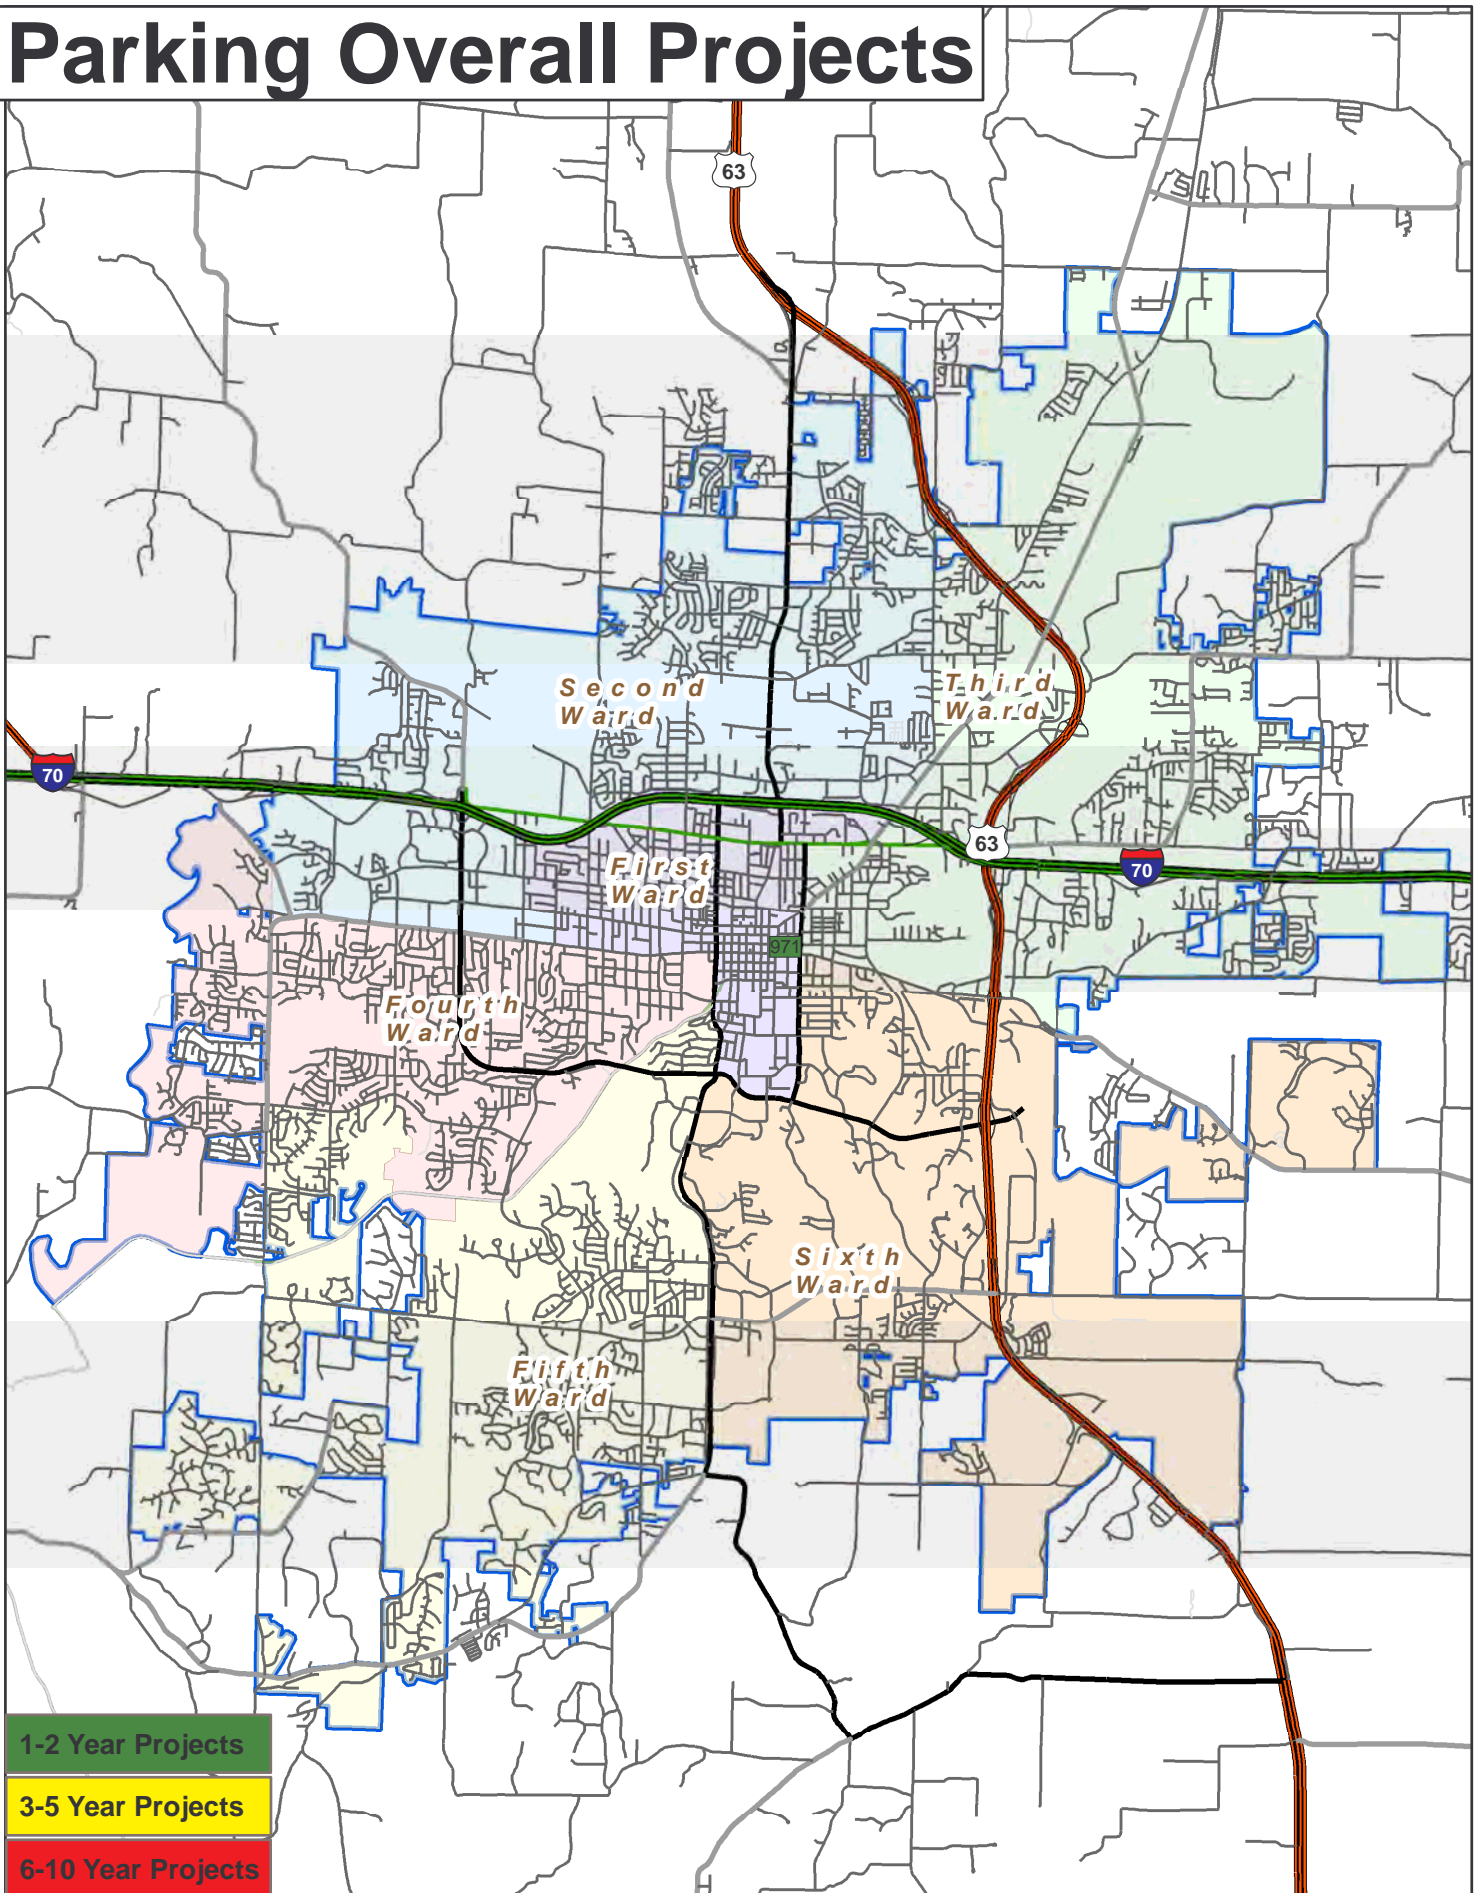 Parking Overall Projects
63
Second
Ward
Third
Ward
70
63
70
First
Ward
971
Fourth
Ward
Sixth
Ward
Fifth
Ward
1-2 Year Projects
3-5 Year Projects
6-10 Year Projects